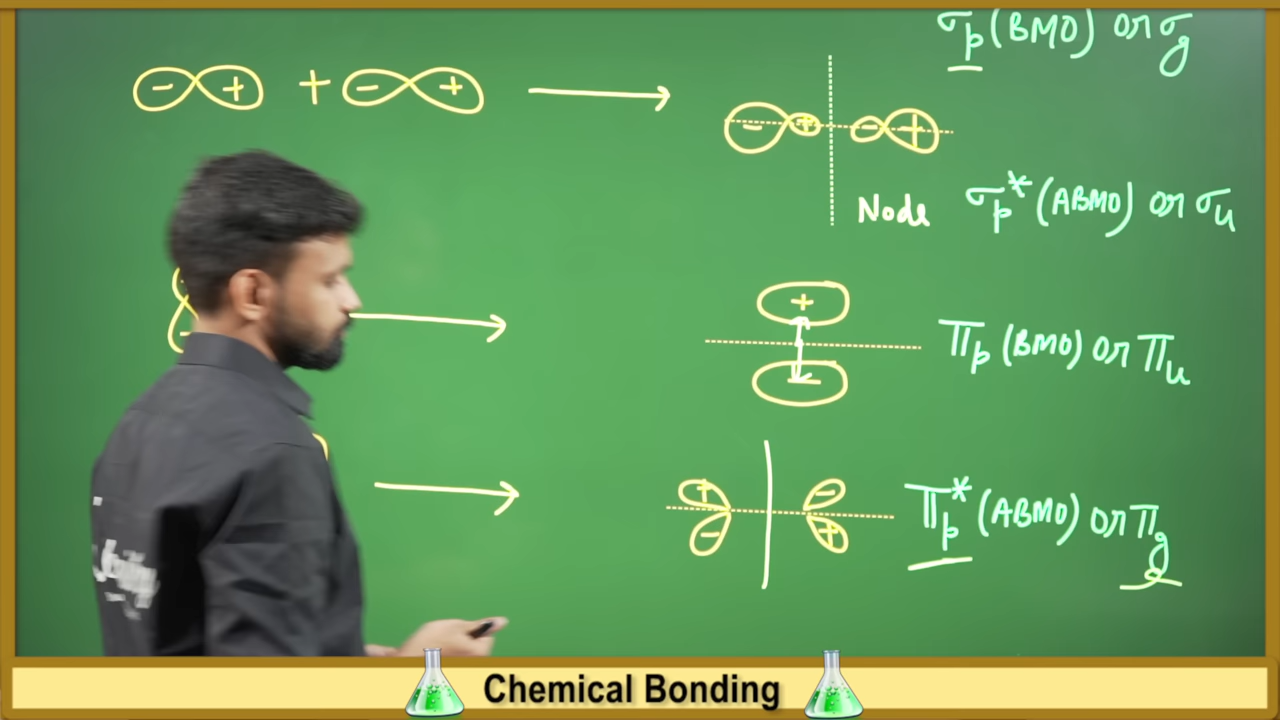 σp (BMO) or σg
- + + - +
- + - +
Node σp* (ABMO) or σu
+
-
πp (BMO) or πu
-
+ -
- +
πp* (ABMO) or πg
Chemical Bonding